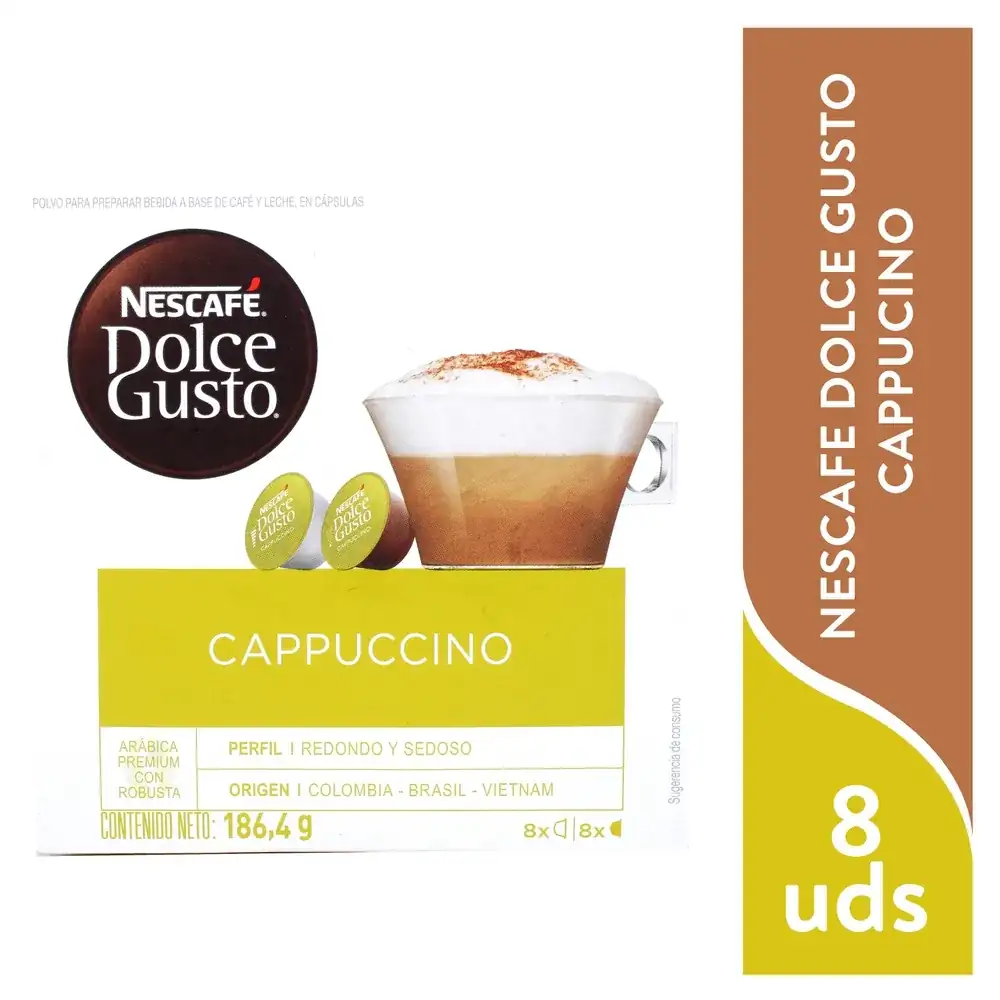 POLVO PARA PREPARAR BEBIDA A BASE DE CAFÉ Y LECHE, EN CÁPSULAS
NESCAFÉ.
Dolce
Gusto
NESCAFÉ
Dolce
Gusto
CAPPUCCINO
NESCAFÉ
Dolce
Gusto
CAPPUCCINO
CAPPUCCINO
ARÁBICA
PREMIUM
CON
ROBUSTA
PERFIL | REDONDO Y SEDOSO
ORIGEN | COLOMBIA - BRASIL - VIETNAM
CONTENIDO NETO: 186,4 g
8x | 8x
Sugerencia de consumo
NESCAFE DOLCE GUSTO
CAPPUCINO
8
uds